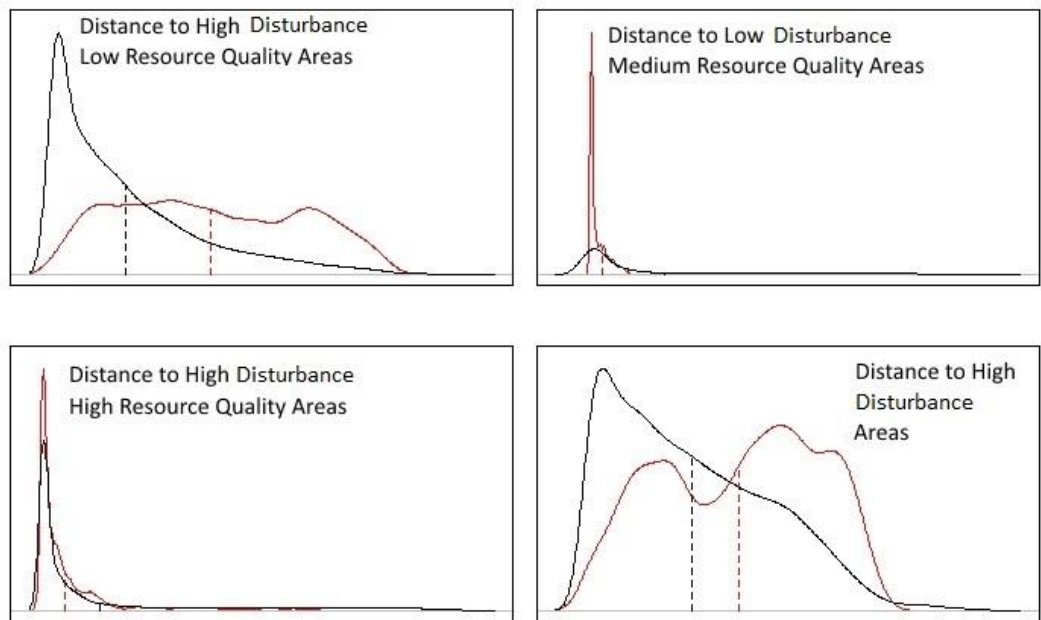 Distance to High Disturbance
Low Resource Quality Areas
Distance to Low Disturbance
Medium Resource Quality Areas
Distance to High Disturbance
High Resource Quality Areas
Distance to High
Disturbance
Areas